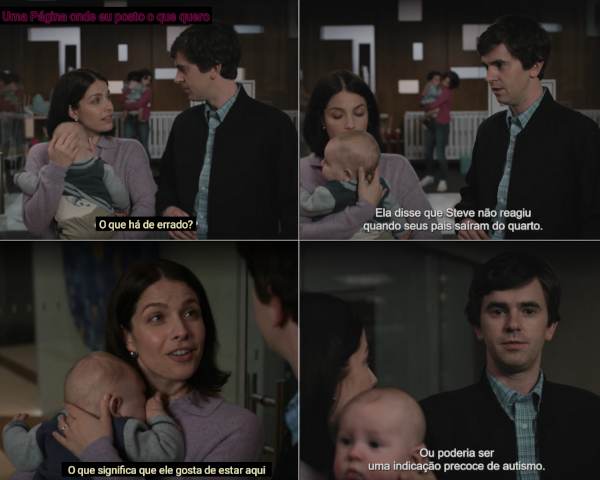 Uma Página onde eu posto o que quero
O que há de errado?
Ela disse que Steve não reagiu
quando seus pais saíram do quarto.
O que significa que ele gosta de estar aqui
Ou poderia ser
uma indicação precoce de autismo.